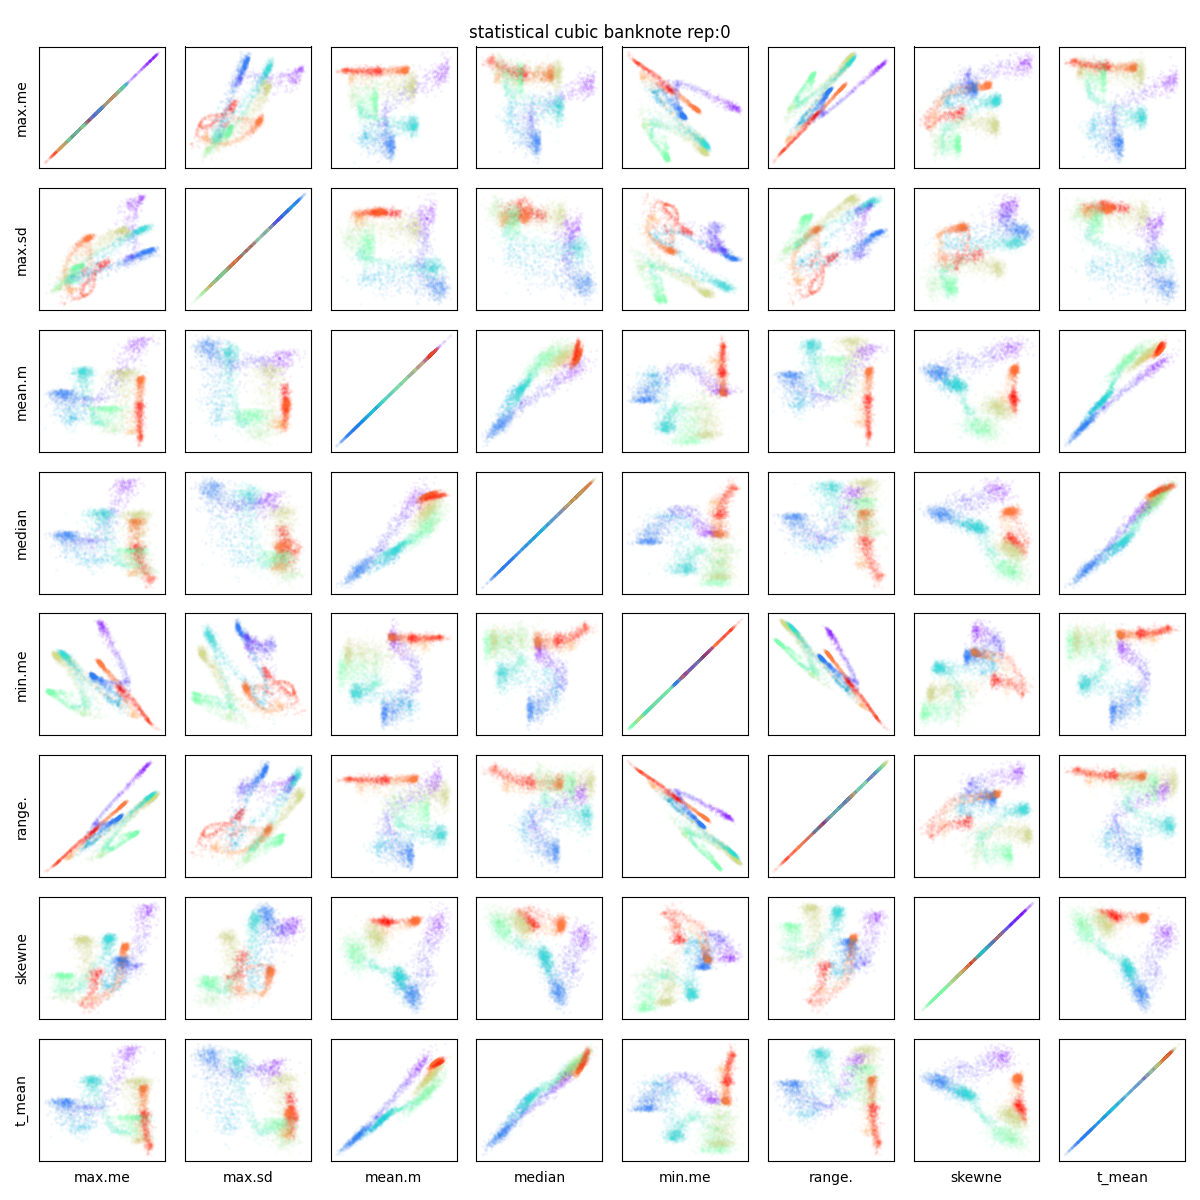 statistical cubic banknote rep:0
max.me
max.sd
mean.m
median
min.me
range.
skewne
t_mean
max.me max.sd mean.m median min.me range. skewne t_mean